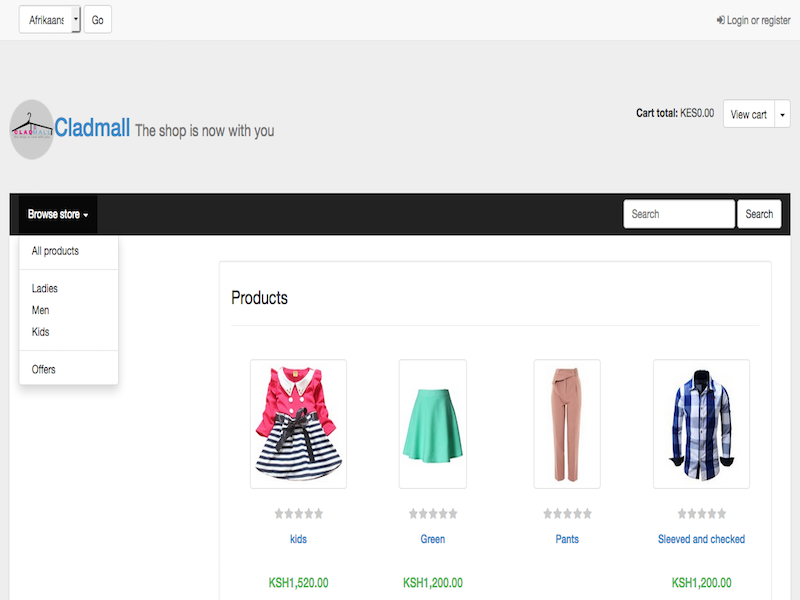 Afrikaans
Go
Login or register
CLADMALL
Cladmall The shop is now with you
Cart total: KES0.00
View cart
Browse store
Search
Search
All products
Ladies
Men
Kids
Offers
Products
kids
Green
Pants
Sleeved and checked
KSH1,520.00
KSH1,200.00
KSH1,200.00